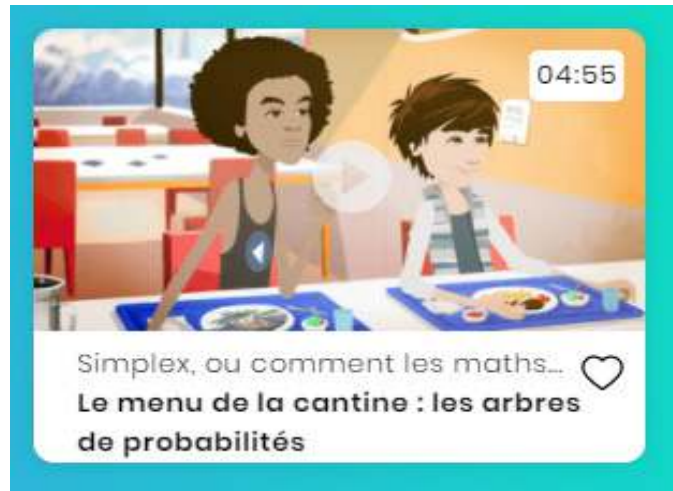 04:55
Simplex, ou comment les maths...
Le menu de la cantine : les arbres
de probabilités